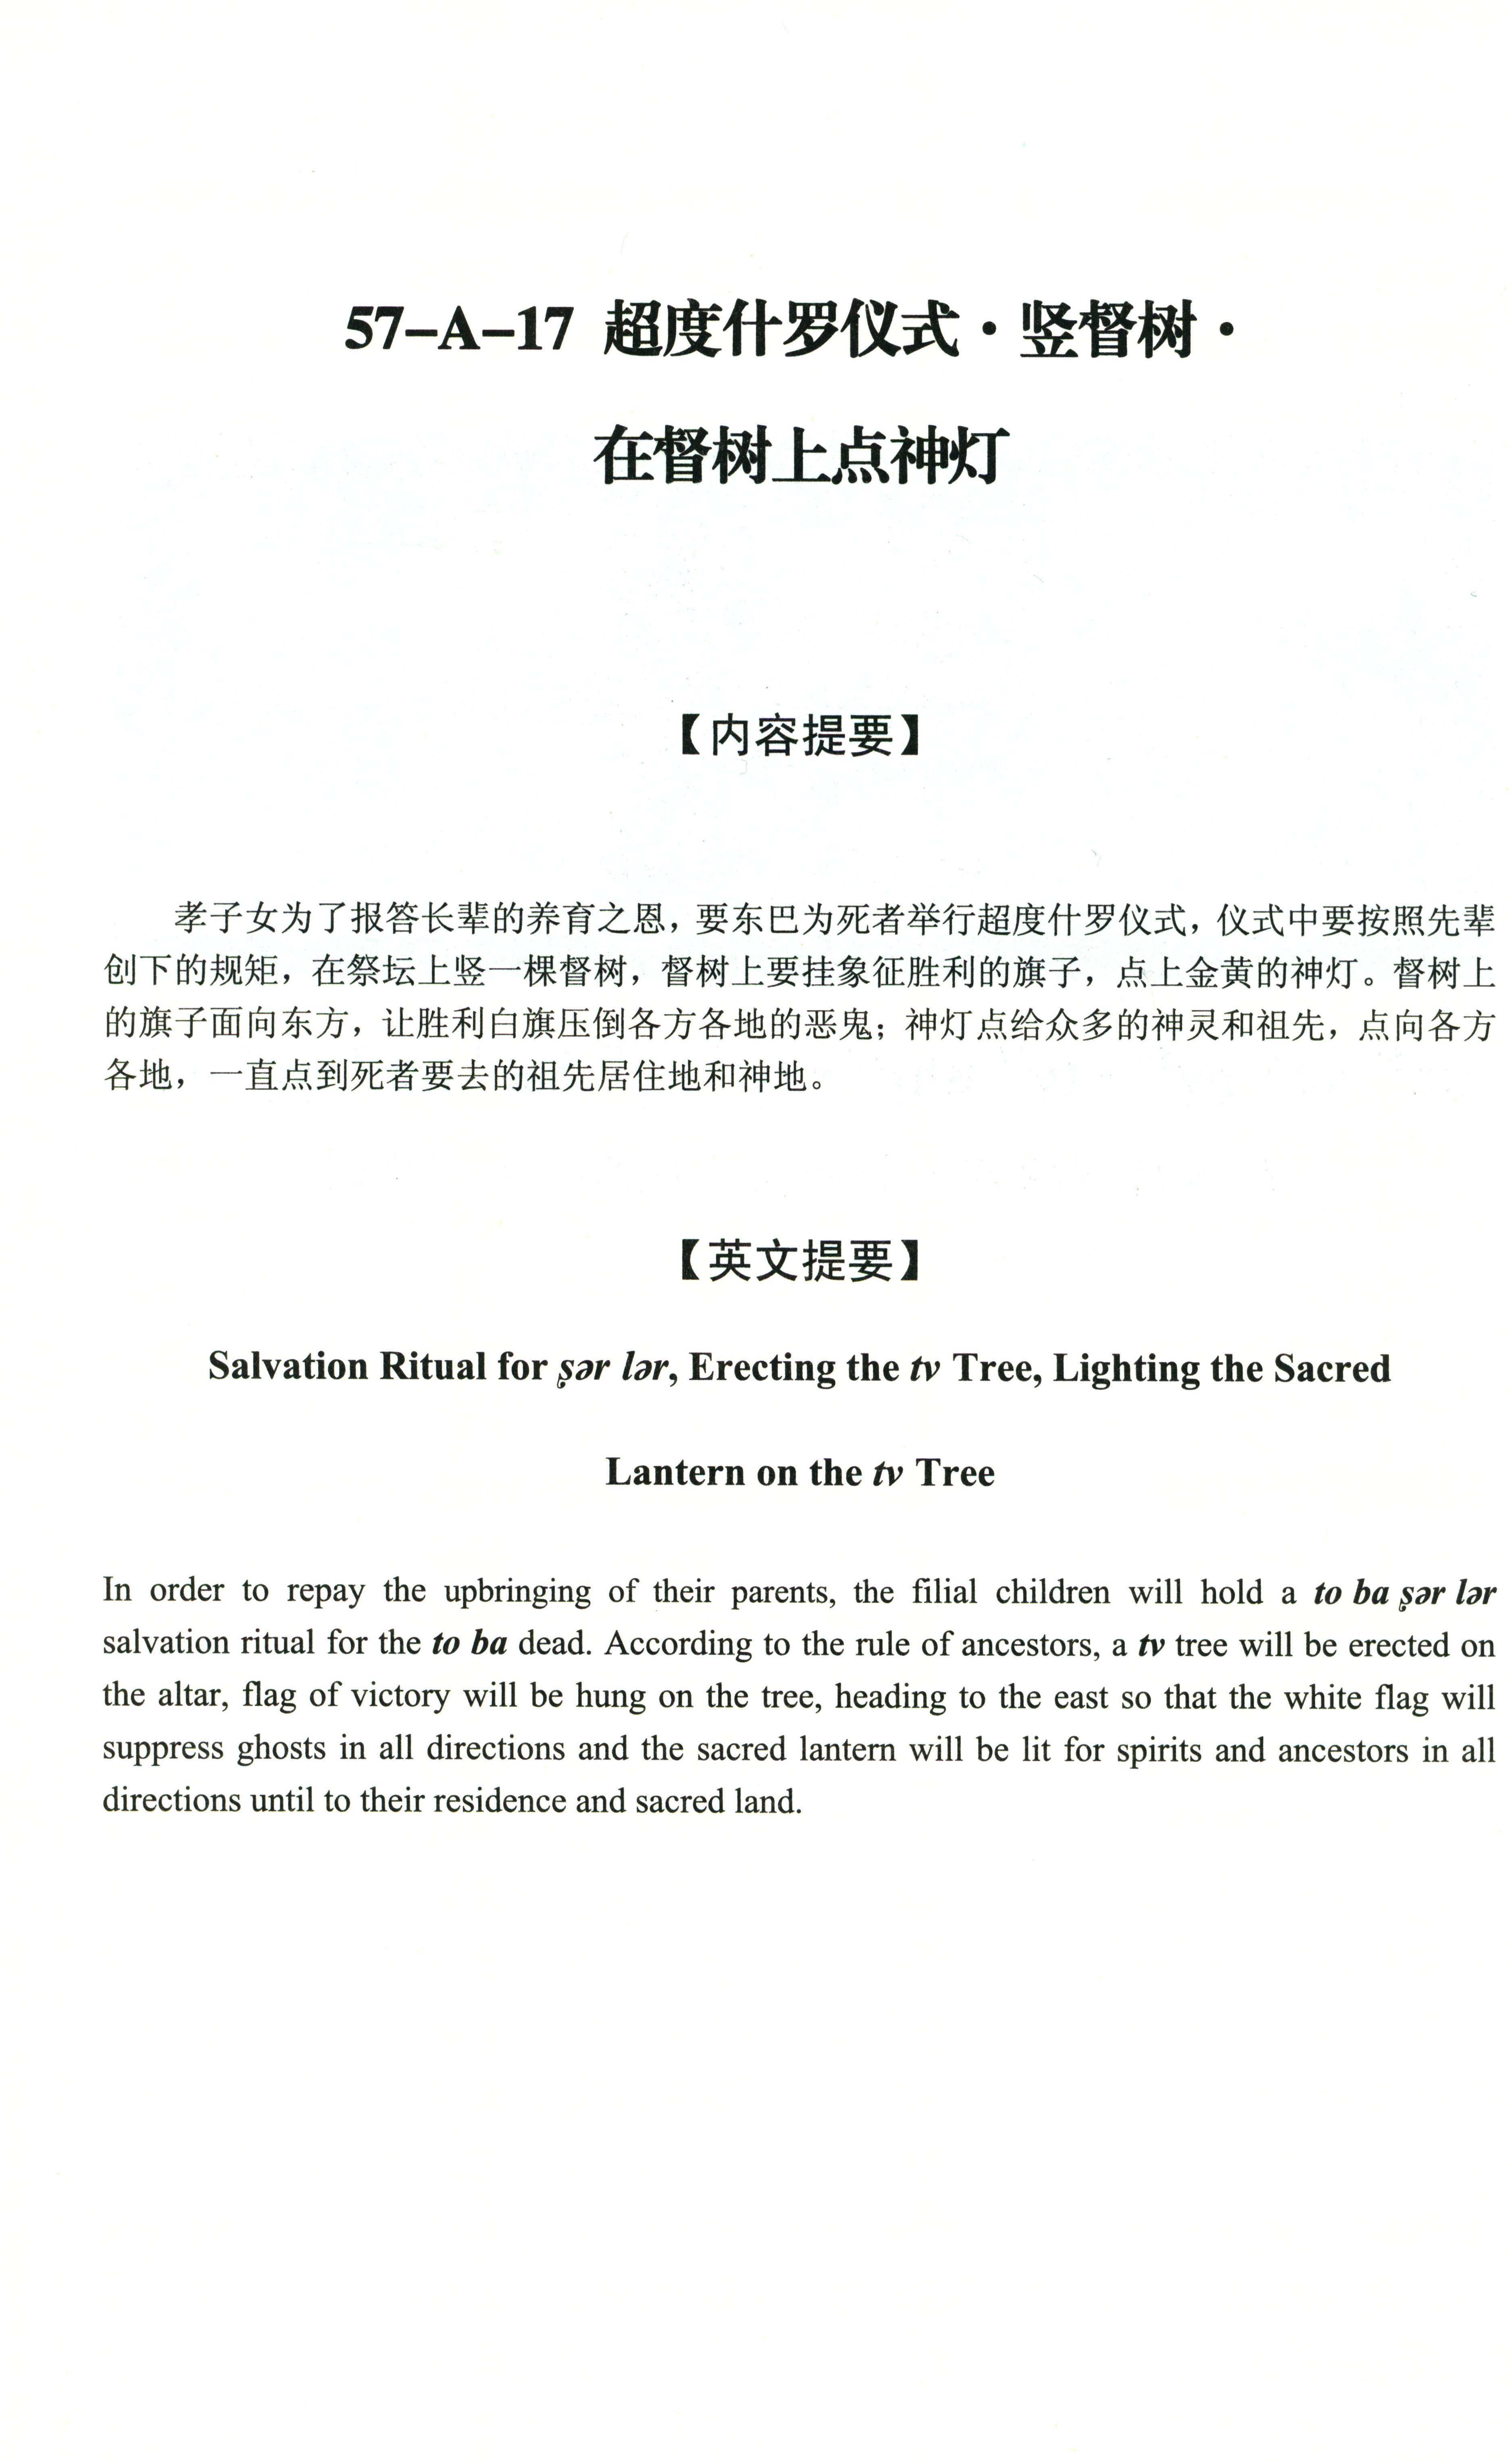 57-A-17 超度什罗仪式·竖督树·
在督树上点神灯
【内容提要】
孝子女为了报答长辈的养育之恩，要东巴为死者举行超度什罗仪式，仪式中要按照先辈
创下的规矩，在祭坛上竖一棵督树，督树上要挂象征胜利的旗子，点上金黄的神灯。督树上
的旗子面向东方，让胜利白旗压倒各方各地的恶鬼；神灯点给众多的神灵和祖先，点向各方
各地，一直点到死者要去的祖先居住地和神地。
【英文提要】
Salvation Ritual for ʂər lər, Erecting the tv Tree, Lighting the Sacred
Lantern on the tv Tree
In order to repay the upbringing of their parents, the filial children will hold a to ba ʂər lər
salvation ritual for the to ba dead. According to the rule of ancestors, a tv tree will be erected on
the altar, flag of victory will be hung on the tree, heading to the east so that the white flag will
suppress ghosts in all directions and the sacred lantern will be lit for spirits and ancestors in all
directions until to their residence and sacred land.